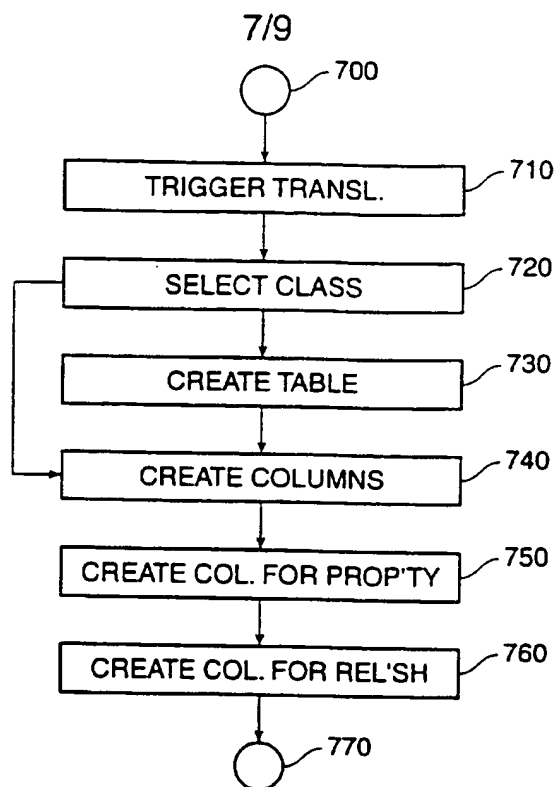 7/9
700
TRIGGER TRANSL.
710
SELECT CLASS
720
CREATE TABLE
730
CREATE COLUMNS
740
CREATE COL. FOR PROP'TY
750
CREATE COL. FOR REL'SH
760
770